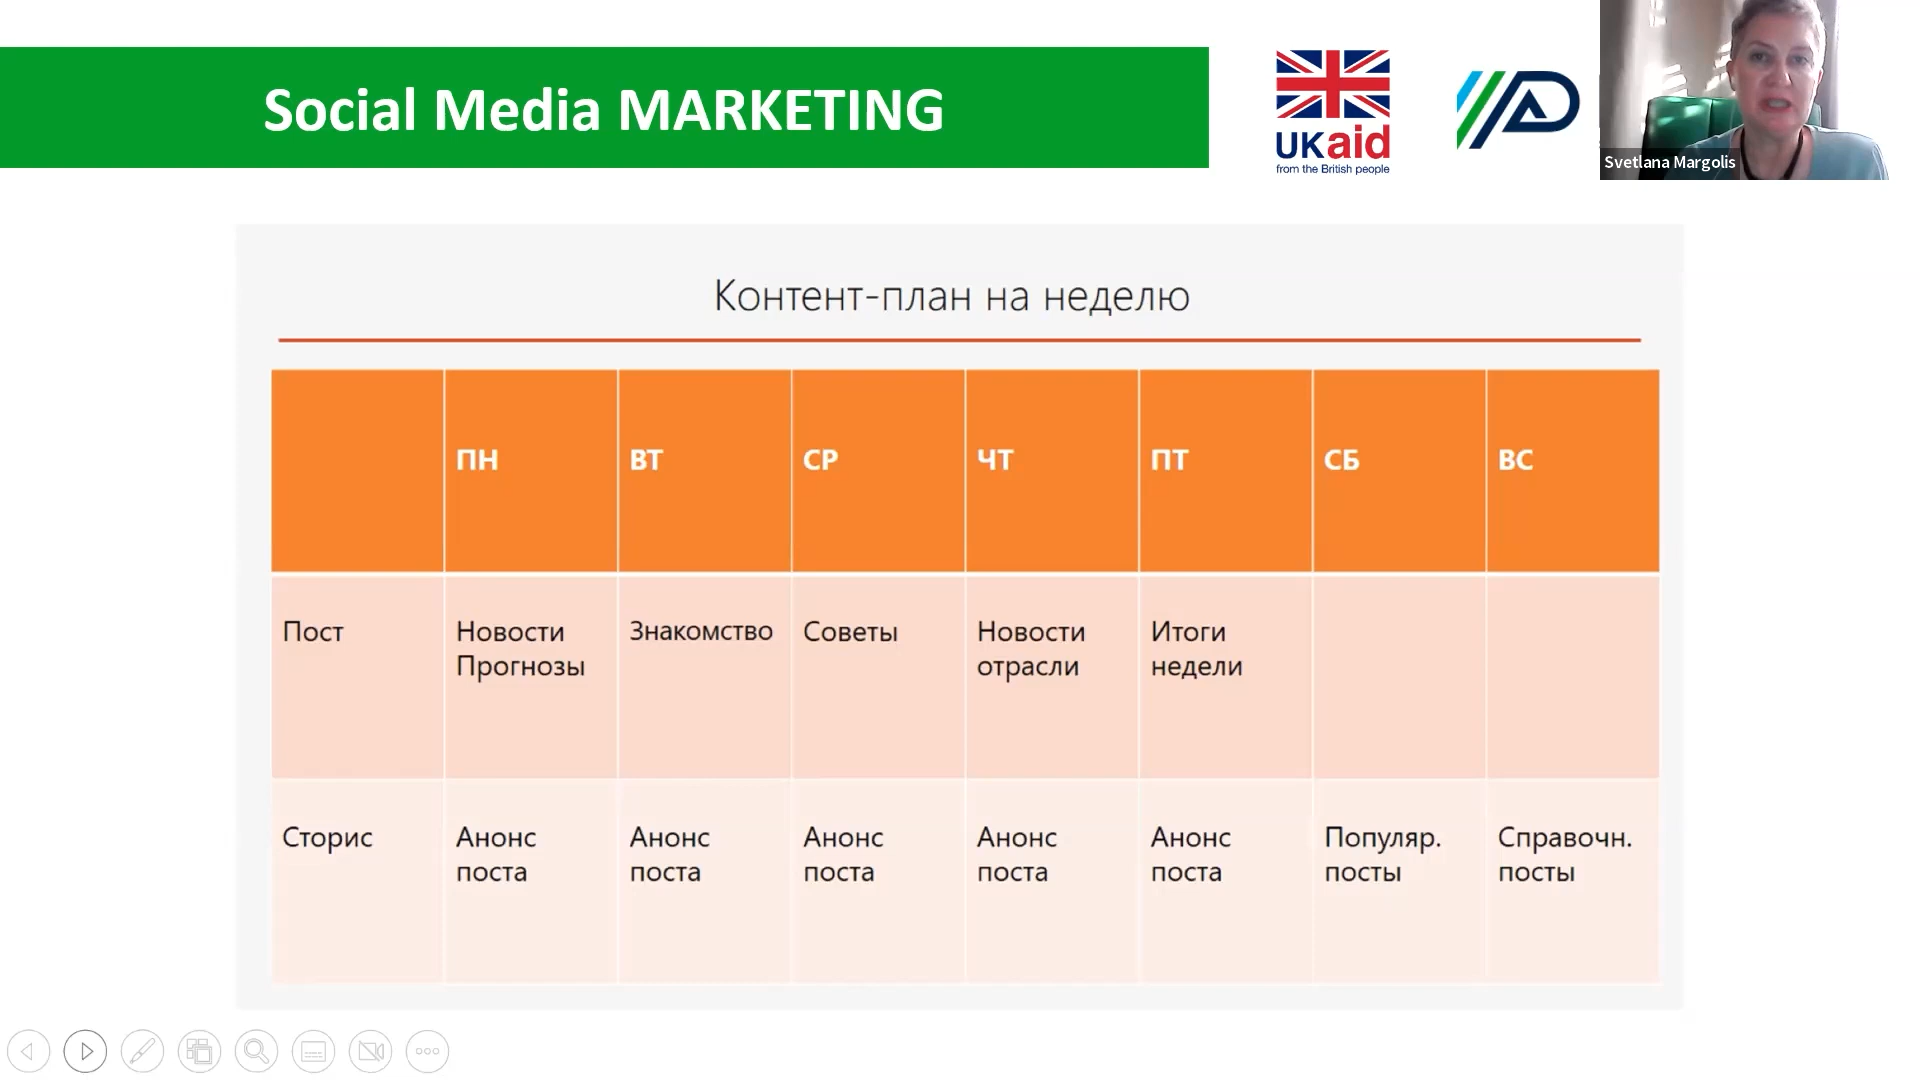 Social Media MARKETING
UKaid
from the British people
Svetlana Margolis
Контент-план на неделю
ПН ВТ СР ЧТ ПТ СБ ВС
Пост Новости Знакомство Советы Новости Итоги
Прогнозы отрасли недели
Сторис Анонс Анонс Анонс Анонс Анонс Популяр. Справочн.
поста поста поста поста поста посты посты